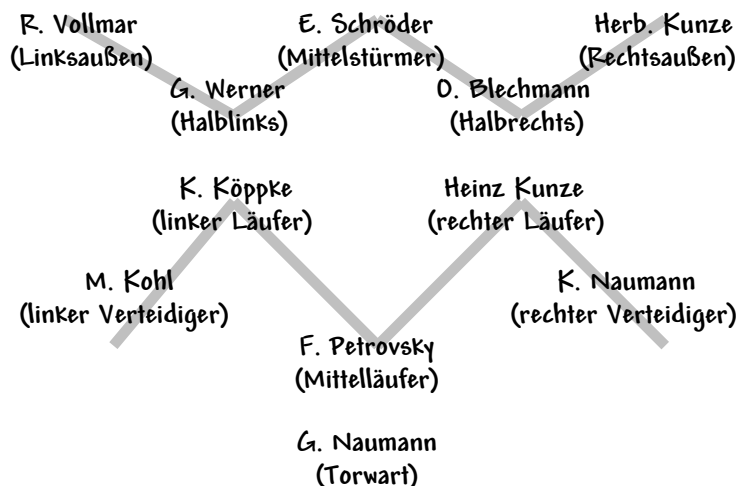 R. Vollmar
(Linksaußen)
E. Schröder
(Mittelstürmer)
Herb. Kunze
(Rechtsaußen)
G. Werner
(Halblinks)
O. Blechmann
(Halbrechts)
K. Köppke
(linker Läufer)
Heinz Kunze
(rechter Läufer)
M. Kohl
(linker Verteidiger)
K. Naumann
(rechter Verteidiger)
F. Petrovsky
(Mittelläufer)
G. Naumann
(Torwart)